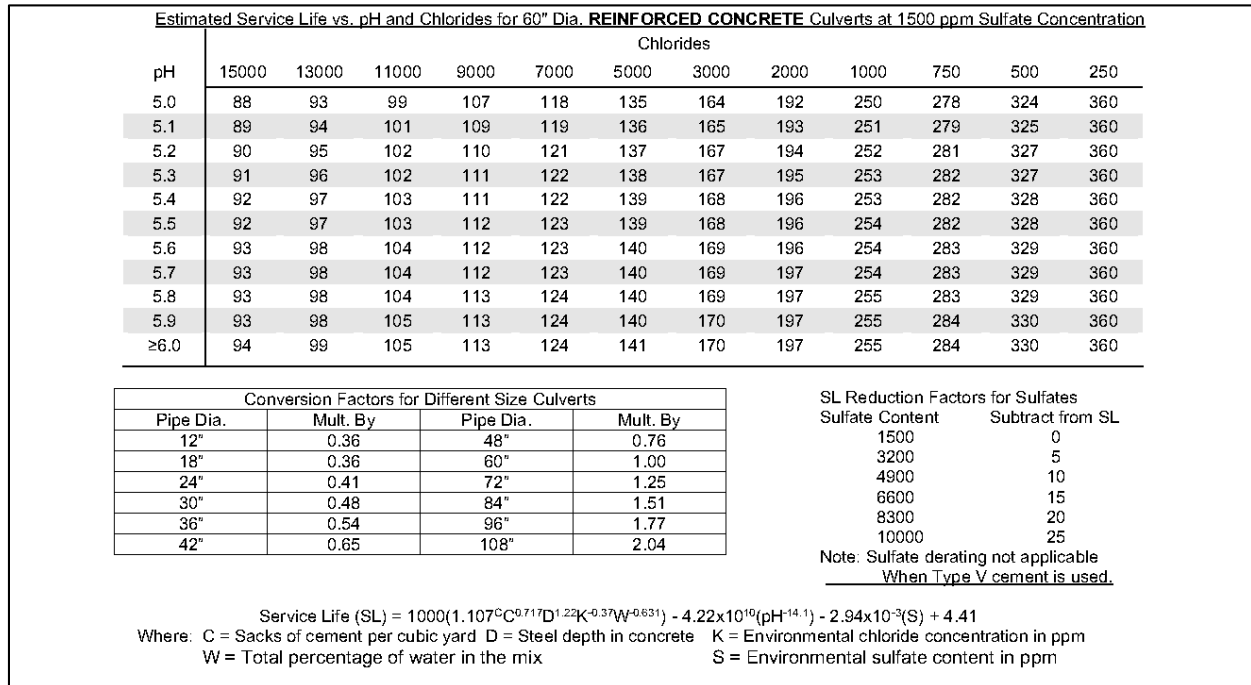 Estimated Service Life vs. pH and Chlorides for 60" Dia. REINFORCED CONCRETE Culverts at 1500 ppm Sulfate Concentration
Chlorides
pH 15000 13000 11000 9000 7000 5000 3000 2000 1000 750 500 250
5.0 88 93 99 107 118 135 164 192 250 278 324 360
5.1 89 94 101 109 119 136 165 193 251 279 325 360
5.2 90 95 102 110 121 137 167 194 252 281 327 360
5.3 91 96 102 111 122 138 167 195 253 282 327 360
5.4 92 97 103 111 122 139 168 196 253 282 328 360
5.5 92 97 103 112 123 139 168 196 254 282 328 360
5.6 93 98 104 112 123 140 169 196 254 283 329 360
5.7 93 98 104 112 123 140 169 197 254 283 329 360
5.8 93 98 104 113 124 140 169 197 255 283 329 360
5.9 93 98 105 113 124 140 170 197 255 284 330 360
≥6.0 94 99 105 113 124 141 170 197 255 284 330 360
Conversion Factors for Different Size Culverts
Pipe Dia. Mult. By Pipe Dia. Mult. By
12" 0.36 48" 0.76
18" 0.36 60" 1.00
24" 0.41 72" 1.25
30" 0.48 84" 1.51
36" 0.54 96" 1.77
42" 0.65 108" 2.04
SL Reduction Factors for Sulfates
Sulfate Content Subtract from SL
1500 0
3200 5
4900 10
6600 15
8300 20
10000 25
Note: Sulfate derating not applicable
When Type V cement is used.
Service Life (SL) = 1000(1.107^C C^0.717 D^1.22 K^-0.37 W^-0.631) - 4.22x10^10(pH^-14.1) - 2.94x10^-3(S) + 4.41
Where: C = Sacks of cement per cubic yard D = Steel depth in concrete K = Environmental chloride concentration in ppm
W = Total percentage of water in the mix S = Environmental sulfate content in ppm